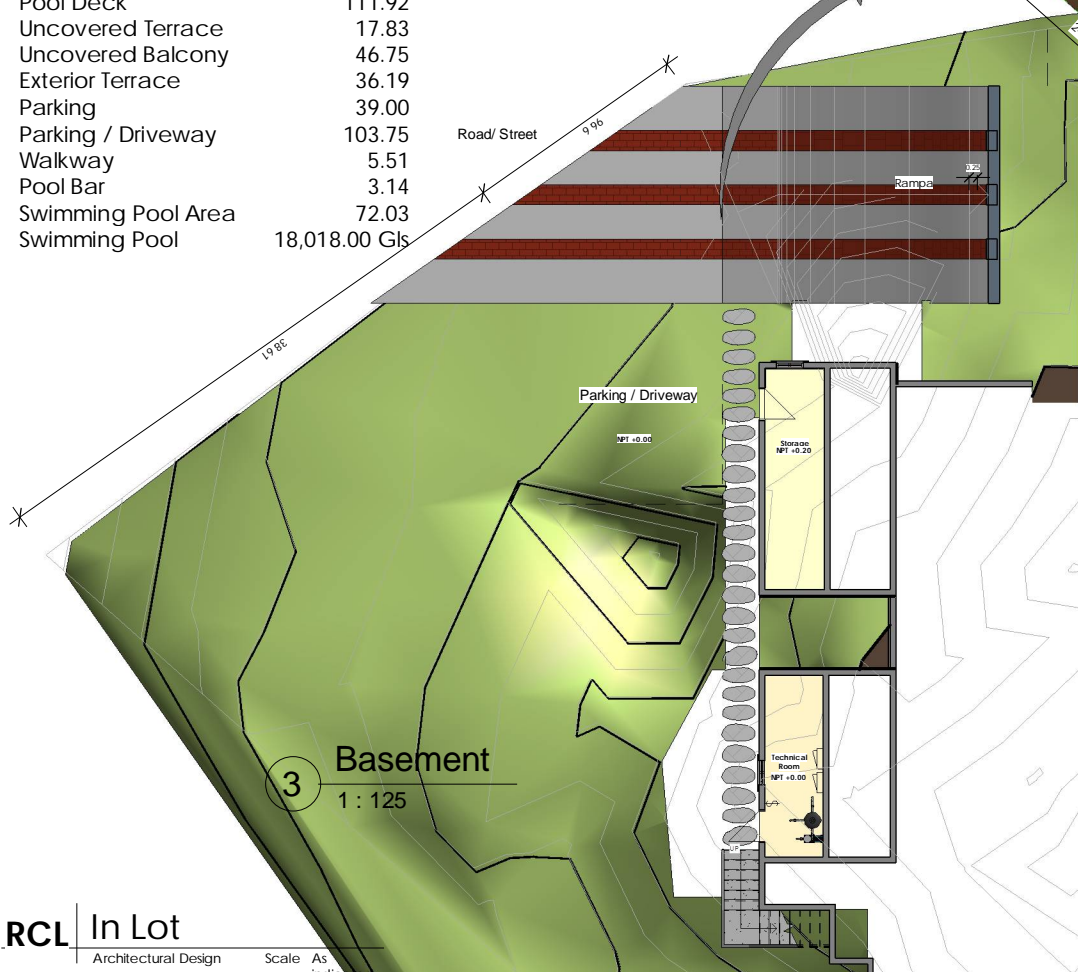 Pool Deck 111.92
Uncovered Terrace 17.83
Uncovered Balcony 46.75
Exterior Terrace 36.19
Parking 39.00
Parking / Driveway 103.75
Walkway 5.51
Pool Bar 3.14
Swimming Pool Area 72.03
Swimming Pool 18,018.00 Gls
Road/ Street
9.96
0.25
Rampa
38.61
Parking / Driveway
NPT +0.00
Storage
NPT +0.20
Technical
Room
NPT +0.00
UP
3 Basement
1 : 125
RCL In Lot
Architectural Design Scale As